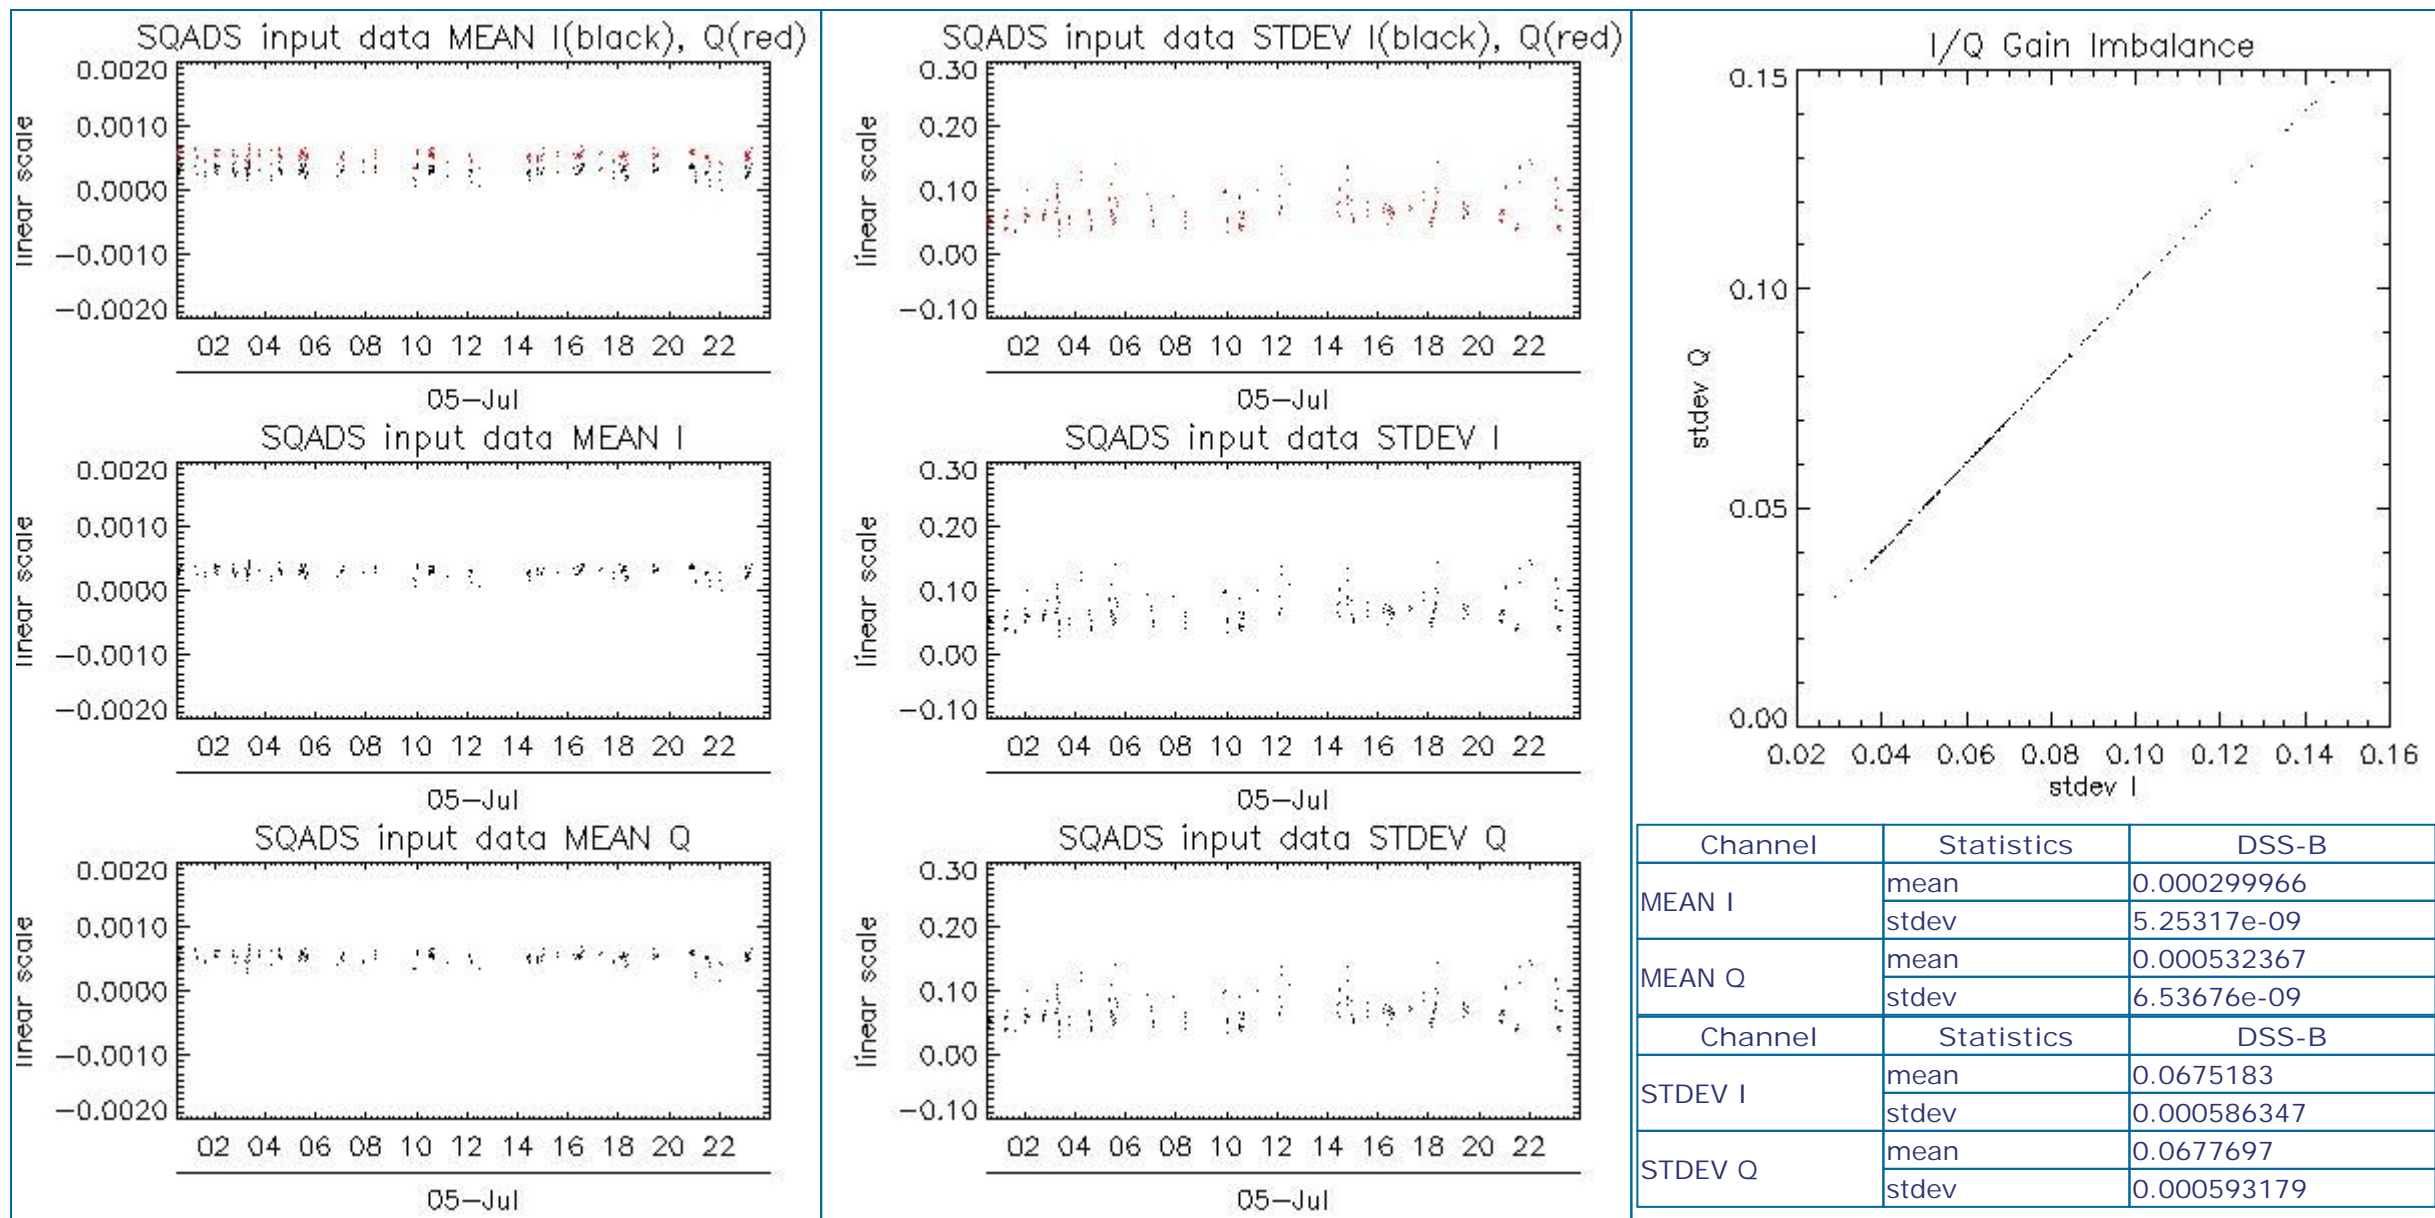 SQADS input data MEAN I(black), Q(red)
0.0020
0.0010
0.0000
-0.0010
-0.0020
linear scale
02 04 06 08 10 12 14 16 18 20 22
05-Jul
SQADS input data MEAN I
0.0020
0.0010
0.0000
-0.0010
-0.0020
linear scale
02 04 06 08 10 12 14 16 18 20 22
05-Jul
SQADS input data MEAN Q
0.0020
0.0010
0.0000
-0.0010
-0.0020
linear scale
02 04 06 08 10 12 14 16 18 20 22
05-Jul
SQADS input data STDEV I(black), Q(red)
0.30
0.20
0.10
0.00
-0.10
linear scale
02 04 06 08 10 12 14 16 18 20 22
05-Jul
SQADS input data STDEV I
0.30
0.20
0.10
0.00
-0.10
linear scale
02 04 06 08 10 12 14 16 18 20 22
05-Jul
SQADS input data STDEV Q
0.30
0.20
0.10
0.00
-0.10
linear scale
02 04 06 08 10 12 14 16 18 20 22
05-Jul
I/Q Gain Imbalance
0.15
0.10
0.05
0.00
stdev Q
0.02 0.04 0.06 0.08 0.10 0.12 0.14 0.16
stdev I
Channel Statistics DSS-B
MEAN I mean 0.000299966
stdev 5.25317e-09
MEAN Q mean 0.000532367
stdev 6.53676e-09
Channel Statistics DSS-B
STDEV I mean 0.0675183
stdev 0.000586347
STDEV Q mean 0.0677697
stdev 0.000593179